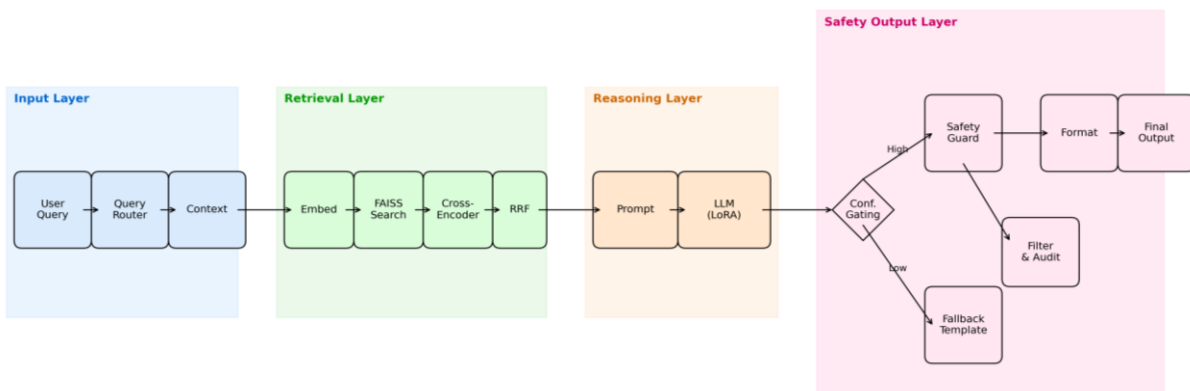 Safety Output Layer
Input Layer
Retrieval Layer
Reasoning Layer
User
Query
Query
Router
Context
Embed
FAISS
Search
Cross-
Encoder
RRF
Prompt
LLM
(LoRA)
Conf.
Gating
High
Low
Safety
Guard
Format
Final
Output
Filter
& Audit
Fallback
Template